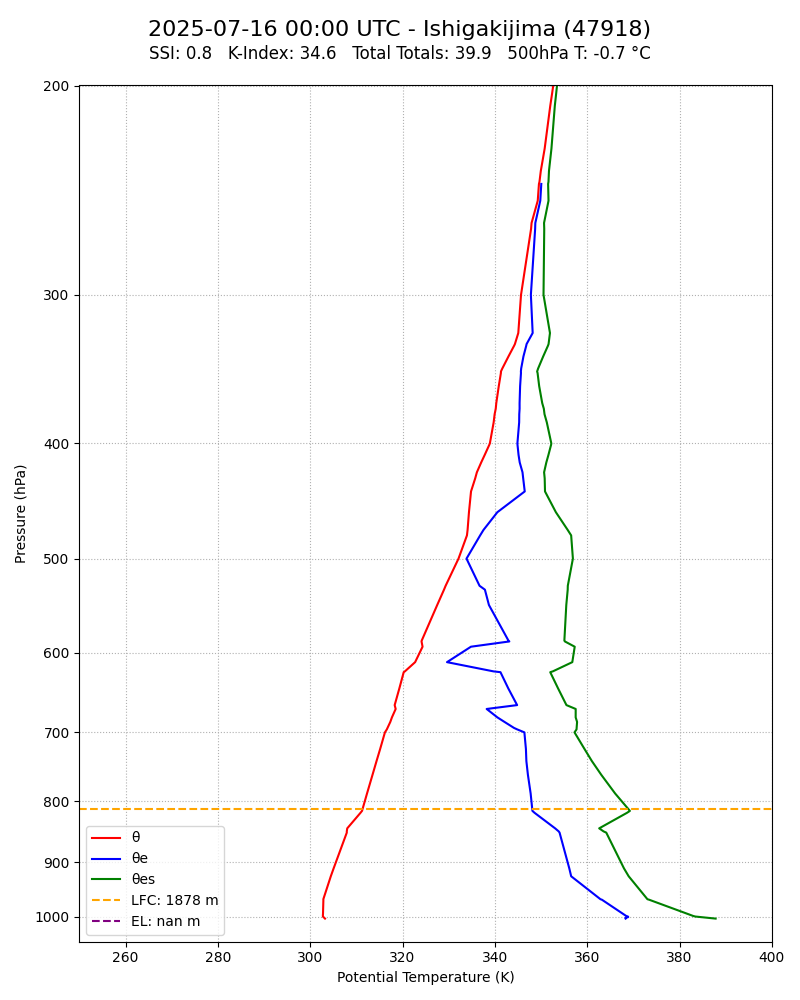 2025-07-16 00:00 UTC - Ishigakijima (47918)
SSI: 0.8   K-Index: 34.6   Total Totals: 39.9   500hPa T: -0.7 °C
200
300
400
500
600
700
800
900
1000
Pressure (hPa)
θ
θe
θes
LFC: 1878 m
EL: nan m
260
280
300
320
340
360
380
400
Potential Temperature (K)